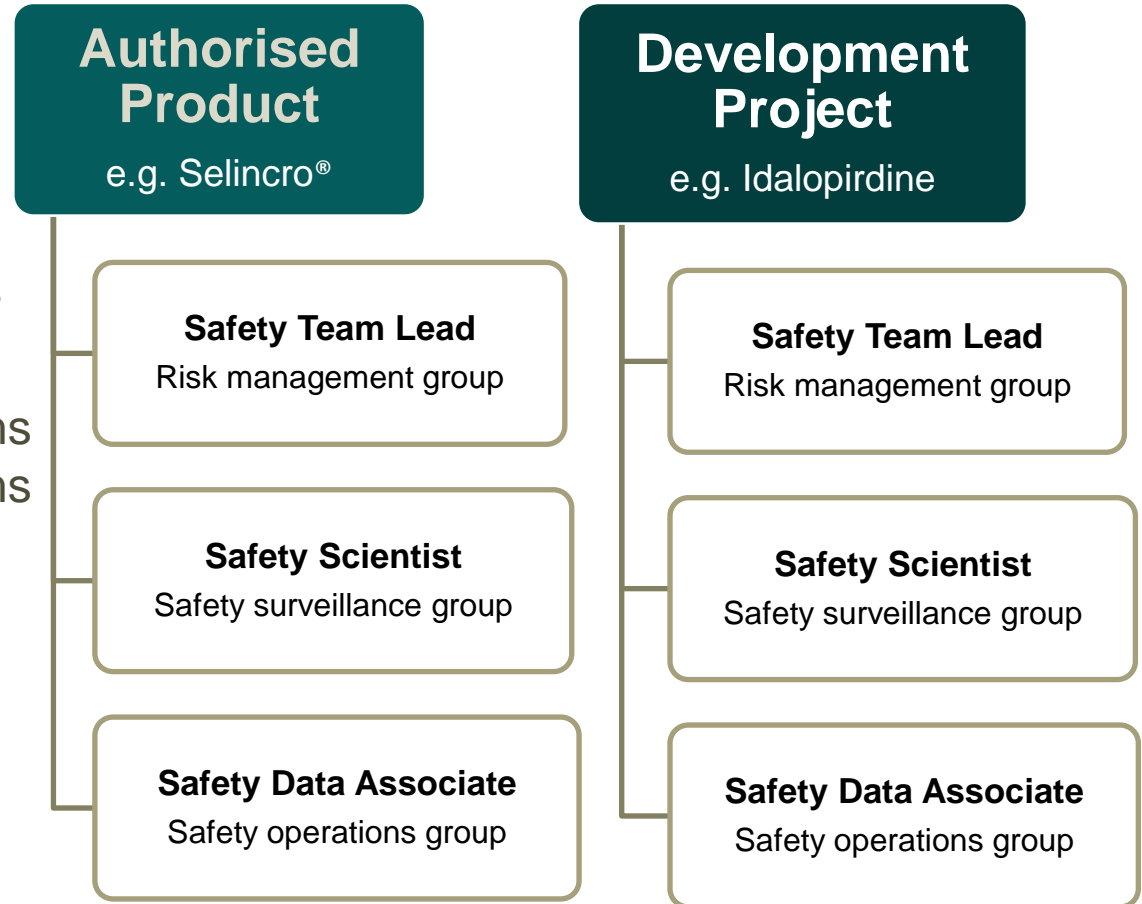 Authorised
Product
e.g. Selincro®
Safety Team Lead
Risk management group
Safety Scientist
Safety surveillance group
Safety Data Associate
Safety operations group
Development
Project
e.g. Idalopirdine
Safety Team Lead
Risk management group
Safety Scientist
Safety surveillance group
Safety Data Associate
Safety operations group